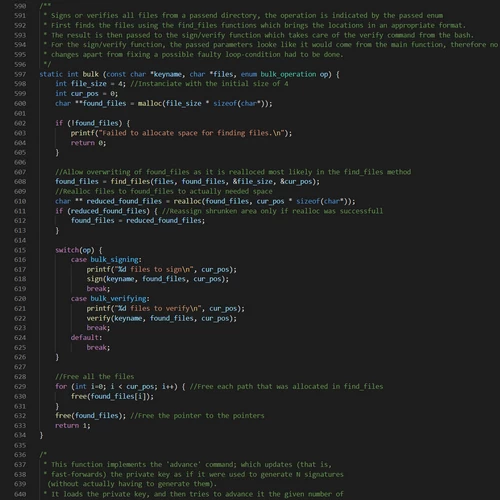 590 /**
591 * Signs or verifies all files from a passend directory, the operation is indicated by the passed enum
592 * First finds the files using the find_files functions which brings the locations in an appropriate format.
593 * The result is then passed to the sign/verify function which takes care of the verify command from the bash.
594 * For the sign/verify function, the passed parameters looke like it would come from the main function, therefore no
595 * changes apart from fixing a possible faulty loop-condition had to be done.
596 */
597 static int bulk (const char *keyname, char *files, enum bulk_operation op) {
598 int file_size = 4; //Instanciate with the initial size of 4
599 int cur_pos = 0;
600 char **found_files = malloc(file_size * sizeof(char*));
601
602 if (!found_files) {
603 printf("Failed to allocate space for finding files.\n");
604 return 0;
605 }
606
607 //Allow overwriting of found_files as it is realloced most likely in the find_files method
608 found_files = find_files(files, found_files, &file_size, &cur_pos);
609 //Realloc files to found_files to actually needed space
610 char ** reduced_found_files = realloc(found_files, cur_pos * sizeof(char*));
611 if (reduced_found_files) { //Reassign shrunken area only if realloc was successfull
612 found_files = reduced_found_files;
613 }
614
615 switch(op) {
616 case bulk_signing:
617 printf("%d files to sign\n", cur_pos);
618 sign(keyname, found_files, cur_pos);
619 break;
620 case bulk_verifying:
621 printf("%d files to verify\n", cur_pos);
622 verify(keyname, found_files, cur_pos);
623 break;
624 default:
625 break;
626 }
627
628 //Free all the files
629 for (int i=0; i < cur_pos; i++) { //Free each path that was allocated in find_files
630 free(found_files[i]);
631 }
632 free(found_files); //Free the pointer to the pointers
633 return 1;
634 }
635
636 /*
637 * This function implements the 'advance' command; which updates (that is,
638 * fast-forwards) the private key as if it were used to generate N signatures
639 (without actually having to generate them).
640 * It loads the private key, and then tries to advance it the given number of